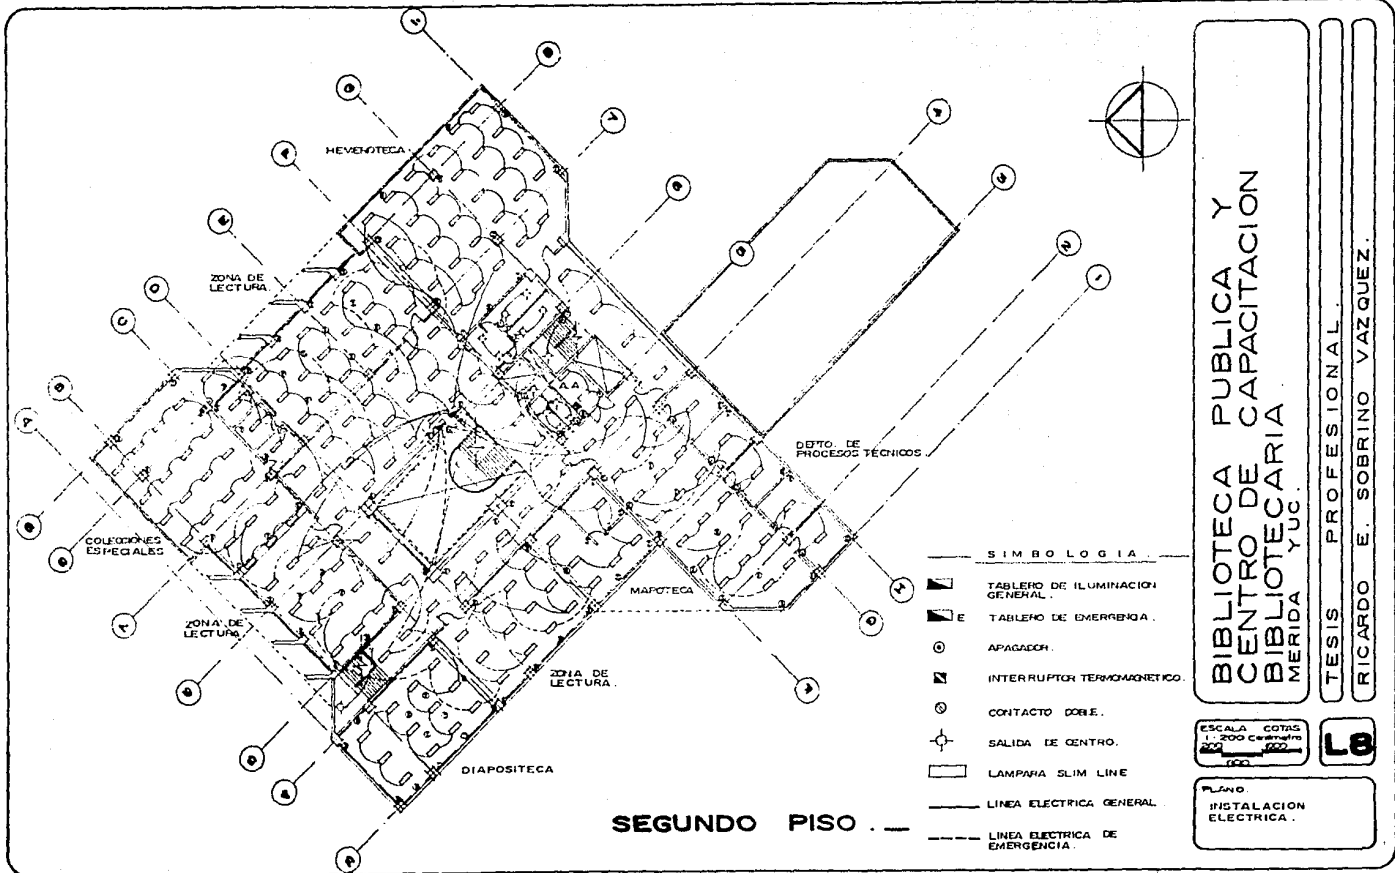 HEMEROTECA.
ZONA DE
LECTURA.
COLECCIONES
ESPECIALES
ZONA DE
LECTURA
DEPTO. DE
PROCESOS TECNICOS
MAPOTECA
ZONA DE
LECTURA.
DIAPOSITECA
A.A.
SEGUNDO PISO.
SIMBOLOGIA.
TABLERO DE ILUMINACION
GENERAL.
E TABLERO DE EMERGENCIA.
APAGADOR.
INTERRUPTOR TERMOMAGNETICO.
CONTACTO DOBLE.
SALIDA DE CENTRO.
LAMPARA SLIM LINE
LINEA ELECTRICA GENERAL
LINEA ELECTRICA DE
EMERGENCIA.
BIBLIOTECA PUBLICA Y
CENTRO DE CAPACITACION
BIBLIOTECARIA
MERIDA YUC.
TESIS PROFESIONAL.
RICARDO E. SOBRINO VAZQUEZ.
ESCALA COTAS
1:200 Centimetro
L8
PLANO.
INSTALACION
ELECTRICA.